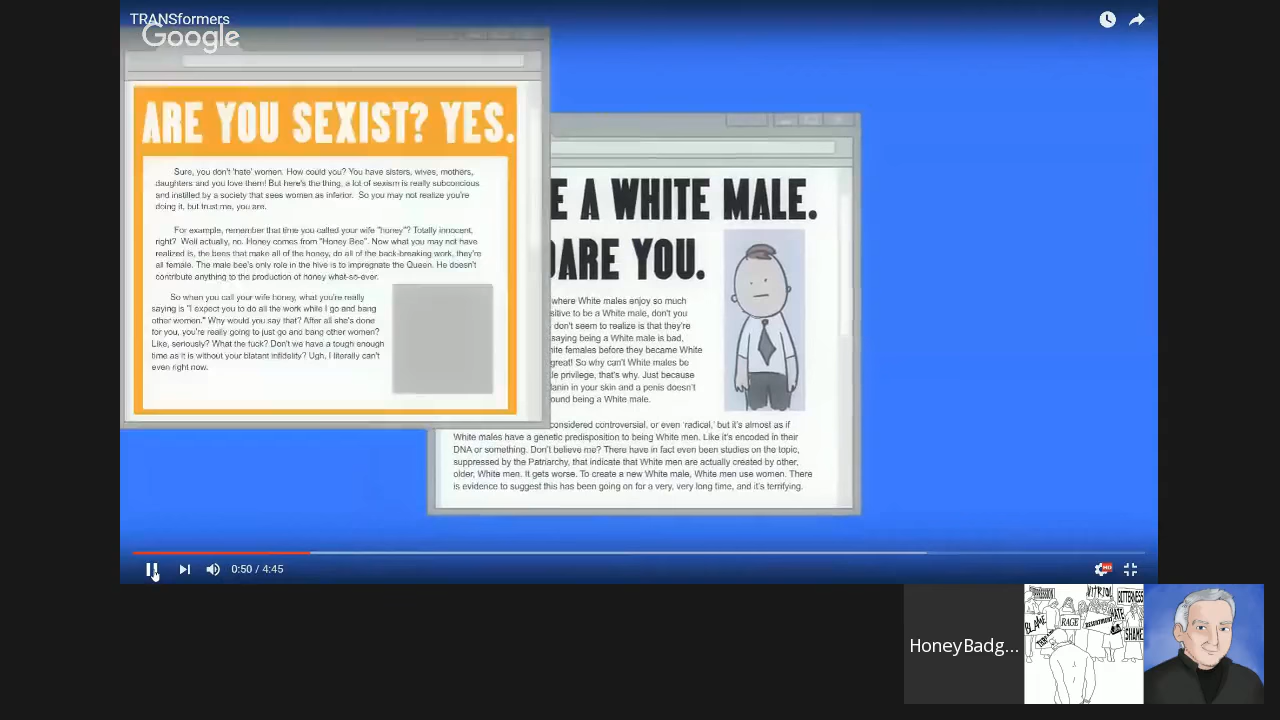 TRANSformers
Google
ARE YOU SEXIST? YES.
Sure, you don't 'hate' women. How could you? You have sisters, wives, mothers,
daughters and you love them! But here's the thing, a lot of sexism is really subconcious
and instilled by a society that sees women as inferior. So you may not realize you're
doing it, but trust me, you are.
For example, remember that time you called your wife "honey"? Totally innocent,
right? Well actually, no. Honey comes from "Honey Bee". Now what you may not have
realized is, the bees that make all of the honey, do all of the back-breaking work, they're
all female. The male bee's only role in the hive is to impregnate the Queen. He doesn't
contribute anything to the production of honey what-so-ever.
So when you call your wife honey, what you're really
saying is "I expect you to do all the work while I go and bang
other women." Why would you say that? After all she's done
for you, you're really going to just go and bang other women?
Like, seriously? What the fuck? Don't we have a tough enough
time as it is without your blatant infidelity? Ugh, I literally can't
even right now.
E A WHITE MALE.
DARE YOU.
where White males enjoy so much
sitive to be a White male, don't you
don't seem to realize is that they're
saying being a White male is bad,
ite females before they became White
great! So why can't White males be
le privilege, that's why. Just because
lanin in your skin and a penis doesn't
ound being a White male.
considered controversial, or even 'radical,' but it's almost as if
White males have a genetic predisposition to being White men. Like it's encoded in their
DNA or something. Don't believe me? There have in fact even been studies on the topic,
suppressed by the Patriarchy, that indicate that White men are actually created by other,
older, White men. It gets worse. To create a new White male, White men use women. There
is evidence to suggest this has been going on for a very, very long time, and it's terrifying.
0:50 / 4:45
HD
HoneyBadg...
VITRIOL
BITTERNESS
BLAME
RAGE
RESENTMENT
HATE
SHAME